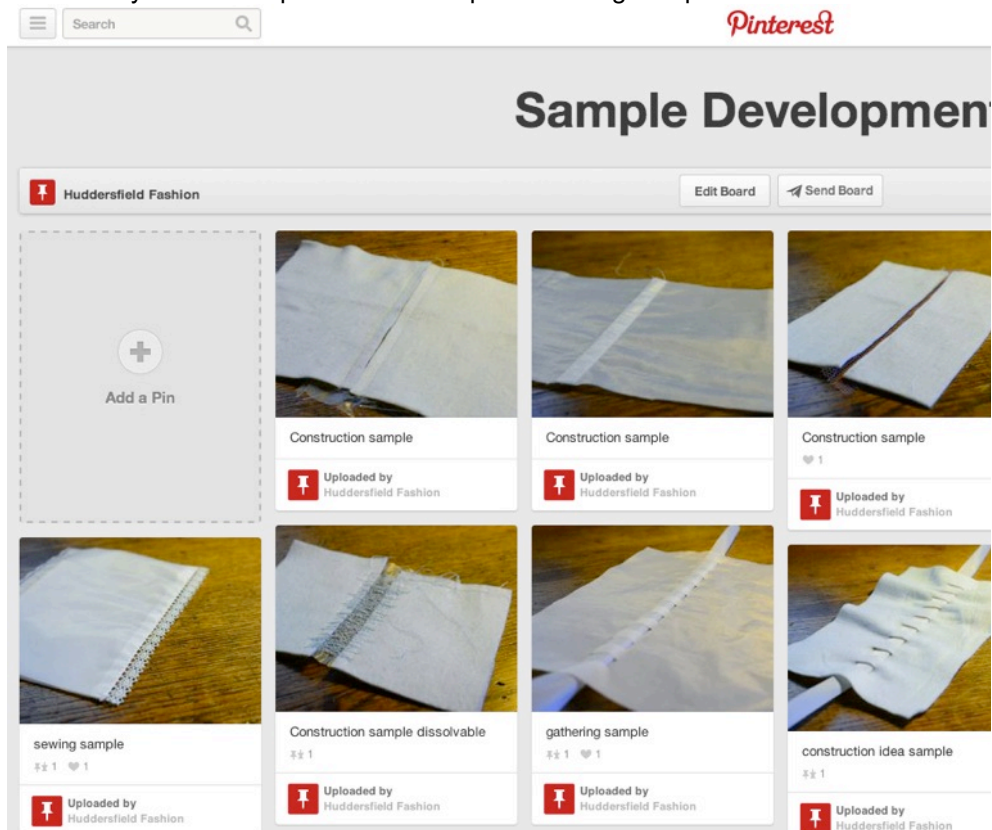 Search
Pinterest
Sample Development
Huddersfield Fashion
Edit Board
Send Board
Add a Pin
Construction sample
Uploaded by
Huddersfield Fashion
Construction sample
Uploaded by
Huddersfield Fashion
Construction sample
1
Uploaded by
Huddersfield Fashion
sewing sample
1 1
Uploaded by
Huddersfield Fashion
Construction sample dissolvable
1
Uploaded by
Huddersfield Fashion
gathering sample
1 1
Uploaded by
Huddersfield Fashion
construction idea sample
1
Uploaded by
Huddersfield Fashion